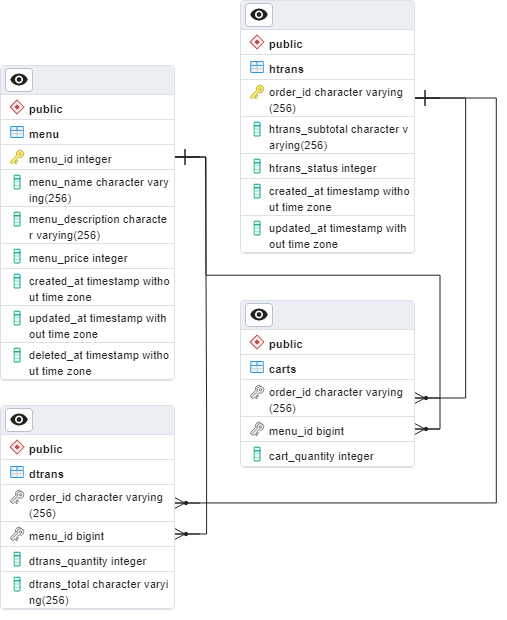 public
menu
menu_id integer
menu_name character vary
ing(256)
menu_description characte
r varying(256)
menu_price integer
created_at timestamp witho
ut time zone
updated_at timestamp with
out time zone
deleted_at timestamp witho
ut time zone
public
dtrans
order_id character varying
(256)
menu_id bigint
dtrans_quantity integer
dtrans_total character varyi
ng(256)
public
htrans
order_id character varying
(256)
htrans_subtotal character v
arying(256)
htrans_status integer
created_at timestamp witho
ut time zone
updated_at timestamp with
out time zone
public
carts
order_id character varying
(256)
menu_id bigint
cart_quantity integer